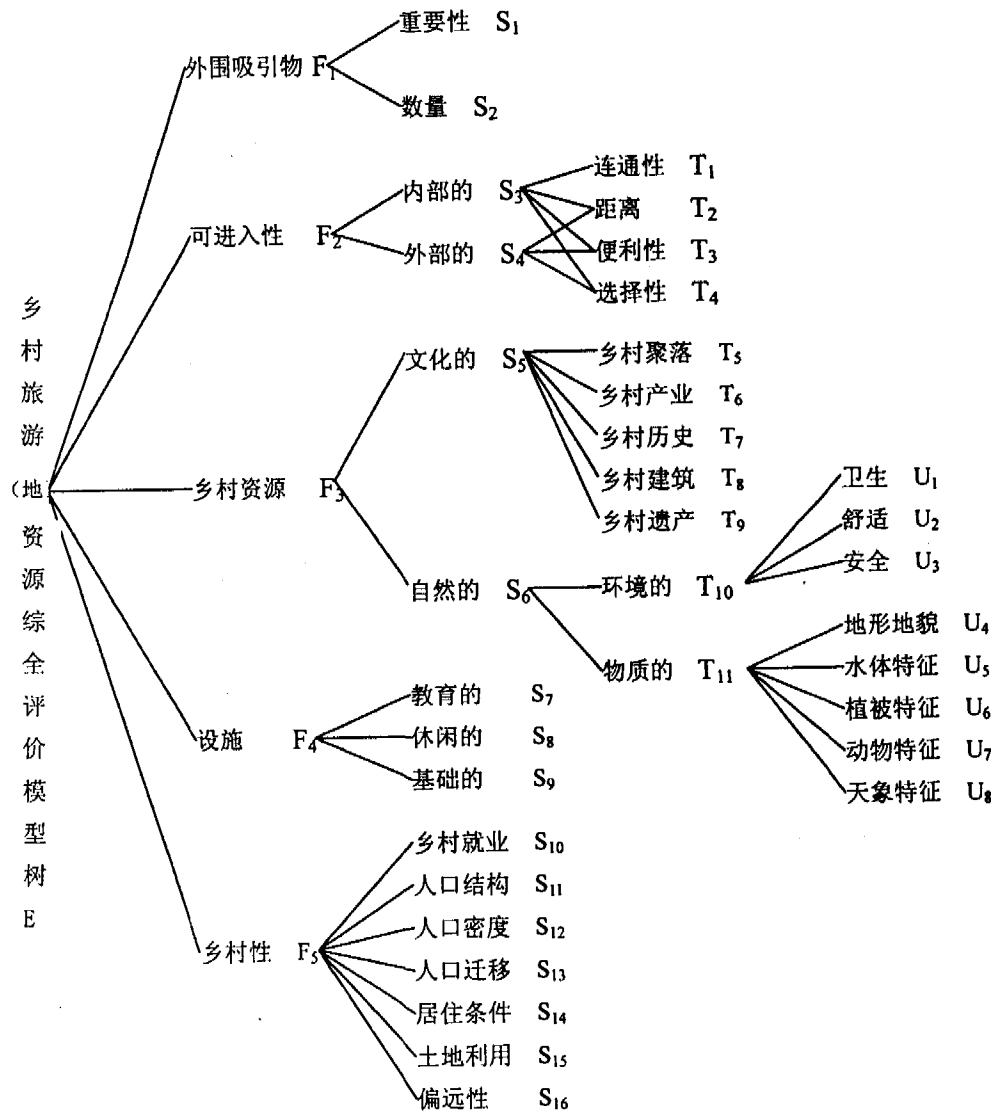 乡村旅游（地）资源综全评价模型树E
外围吸引物 F₁
重要性 S₁
数量 S₂
可进入性 F₂
内部的 S₃
外部的 S₄
连通性 T₁
距离 T₂
便利性 T₃
选择性 T₄
乡村资源 F₃
文化的 S₅
乡村聚落 T₅
乡村产业 T₆
乡村历史 T₇
乡村建筑 T₈
乡村遗产 T₉
自然的 S₆
环境的 T₁₀
卫生 U₁
舒适 U₂
安全 U₃
物质的 T₁₁
地形地貌 U₄
水体特征 U₅
植被特征 U₆
动物特征 U₇
天象特征 U₈
设施 F₄
教育的 S₇
休闲的 S₈
基础的 S₉
乡村性 F₅
乡村就业 S₁₀
人口结构 S₁₁
人口密度 S₁₂
人口迁移 S₁₃
居住条件 S₁₄
土地利用 S₁₅
偏远性 S₁₆